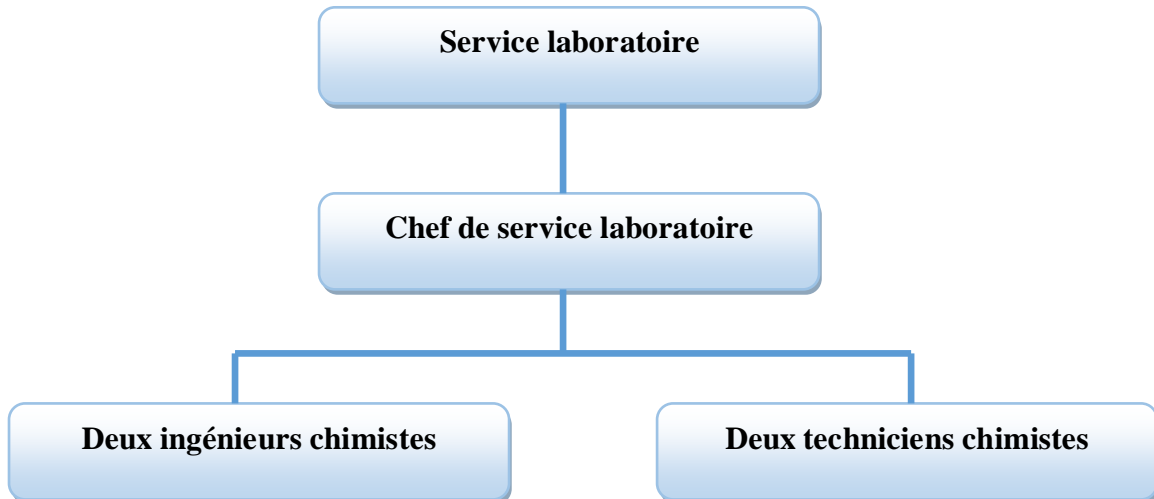 Service laboratoire
Chef de service laboratoire
Deux ingénieurs chimistes
Deux techniciens chimistes